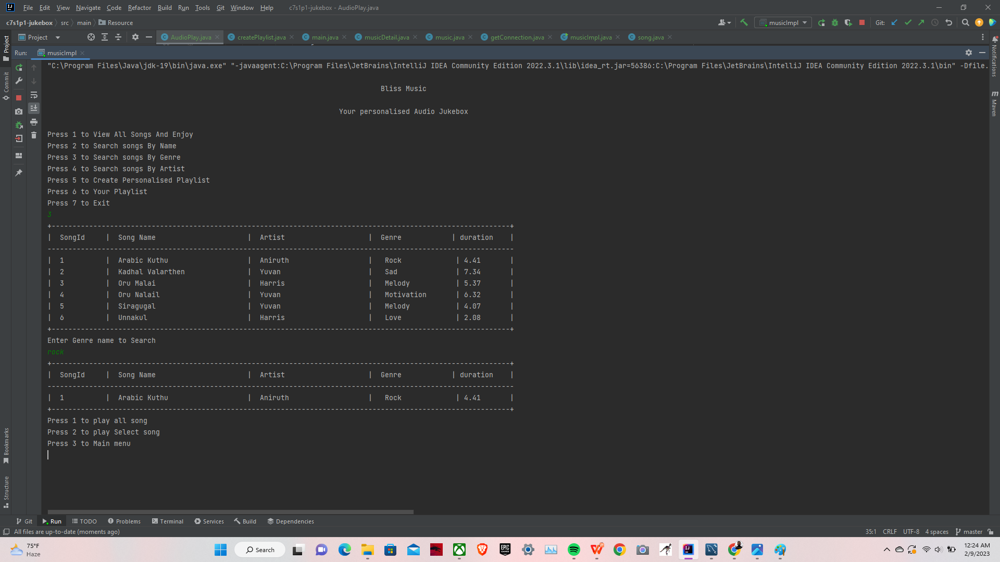 File Edit View Navigate Code Refactor Build Run Tools Git Window Help c7s1p1-jukebox - AudioPlay.java
c7s1p1-jukebox src main Resource musicImpl Git:
Project AudioPlay.java createPlaylist.java main.java musicDetail.java music.java getConnection.java musicImpl.java song.java
Run: musicImpl
"C:\Program Files\Java\jdk-19\bin\java.exe" "-javaagent:C:\Program Files\JetBrains\IntelliJ IDEA Community Edition 2022.3.1\lib\idea_rt.jar=56386:C:\Program Files\JetBrains\IntelliJ IDEA Community Edition 2022.3.1\bin" -Dfile.
Bliss Music
Your personalised Audio Jukebox
Press 1 to View All Songs And Enjoy
Press 2 to Search songs By Name
Press 3 to Search songs By Genre
Press 4 to Search songs By Artist
Press 5 to Create Personalised Playlist
Press 6 to Your Playlist
Press 7 to Exit
3
| SongId | Song Name | Artist | Genre | duration |
| 1 | Arabic Kuthu | Aniruth | Rock | 4.41 |
| 2 | Kadhal Valarthen | Yuvan | Sad | 7.34 |
| 3 | Oru Malai | Harris | Melody | 5.37 |
| 4 | Oru Nalail | Yuvan | Motivation | 6.32 |
| 5 | Siragugal | Yuvan | Melody | 4.07 |
| 6 | Unnakul | Harris | Love | 2.08 |
Enter Genre name to Search
rock
| SongId | Song Name | Artist | Genre | duration |
| 1 | Arabic Kuthu | Aniruth | Rock | 4.41 |
Press 1 to play all song
Press 2 to play Select song
Press 3 to Main menu
Project
Commit
Bookmarks
Structure
Notifications
Maven
Git Run TODO Problems Terminal Services Build Dependencies
All files are up-to-date (moments ago) 35:1 CRLF UTF-8 4 spaces master
75°F
Haze
Search
EPIC
GAMES
12:24 AM
2/9/2023